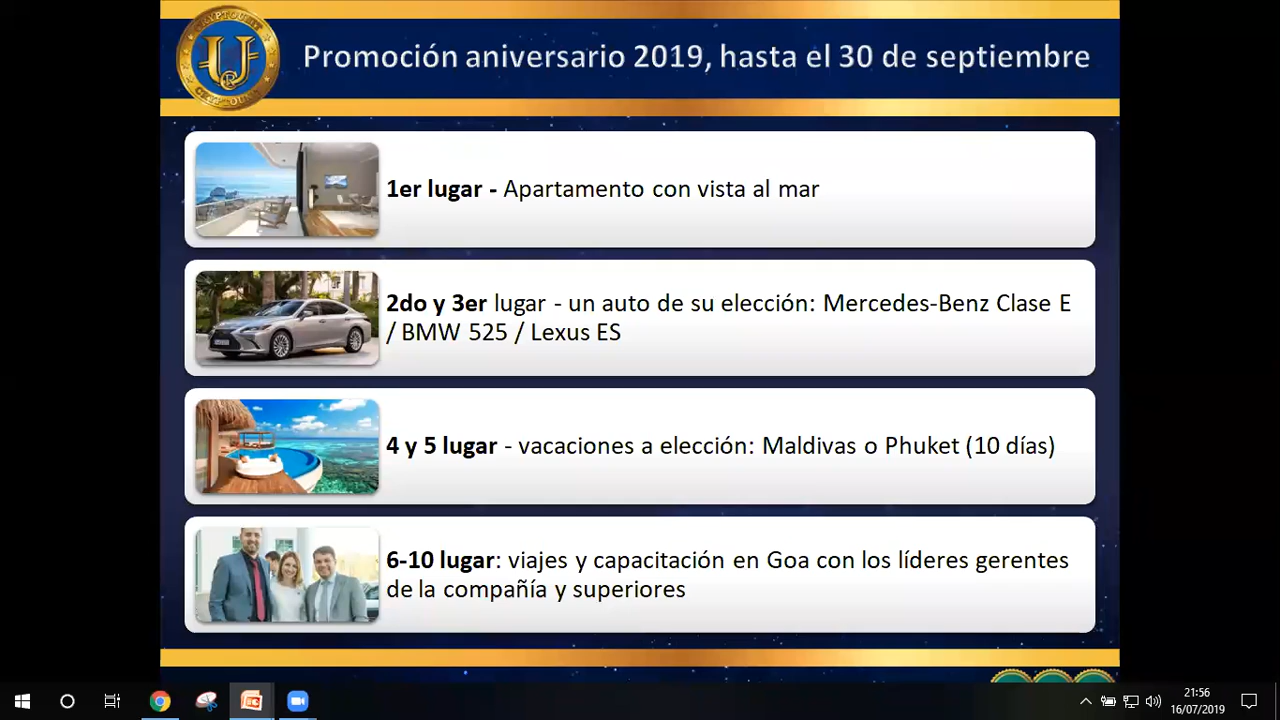 CRYPTOUNIT
CRYPTOUNIT
Promoción aniversario 2019, hasta el 30 de septiembre
1er lugar - Apartamento con vista al mar
2do y 3er lugar - un auto de su elección: Mercedes-Benz Clase E
/ BMW 525 / Lexus ES
4 y 5 lugar - vacaciones a elección: Maldivas o Phuket (10 días)
6-10 lugar: viajes y capacitación en Goa con los líderes gerentes
de la compañía y superiores
21:56
16/07/2019